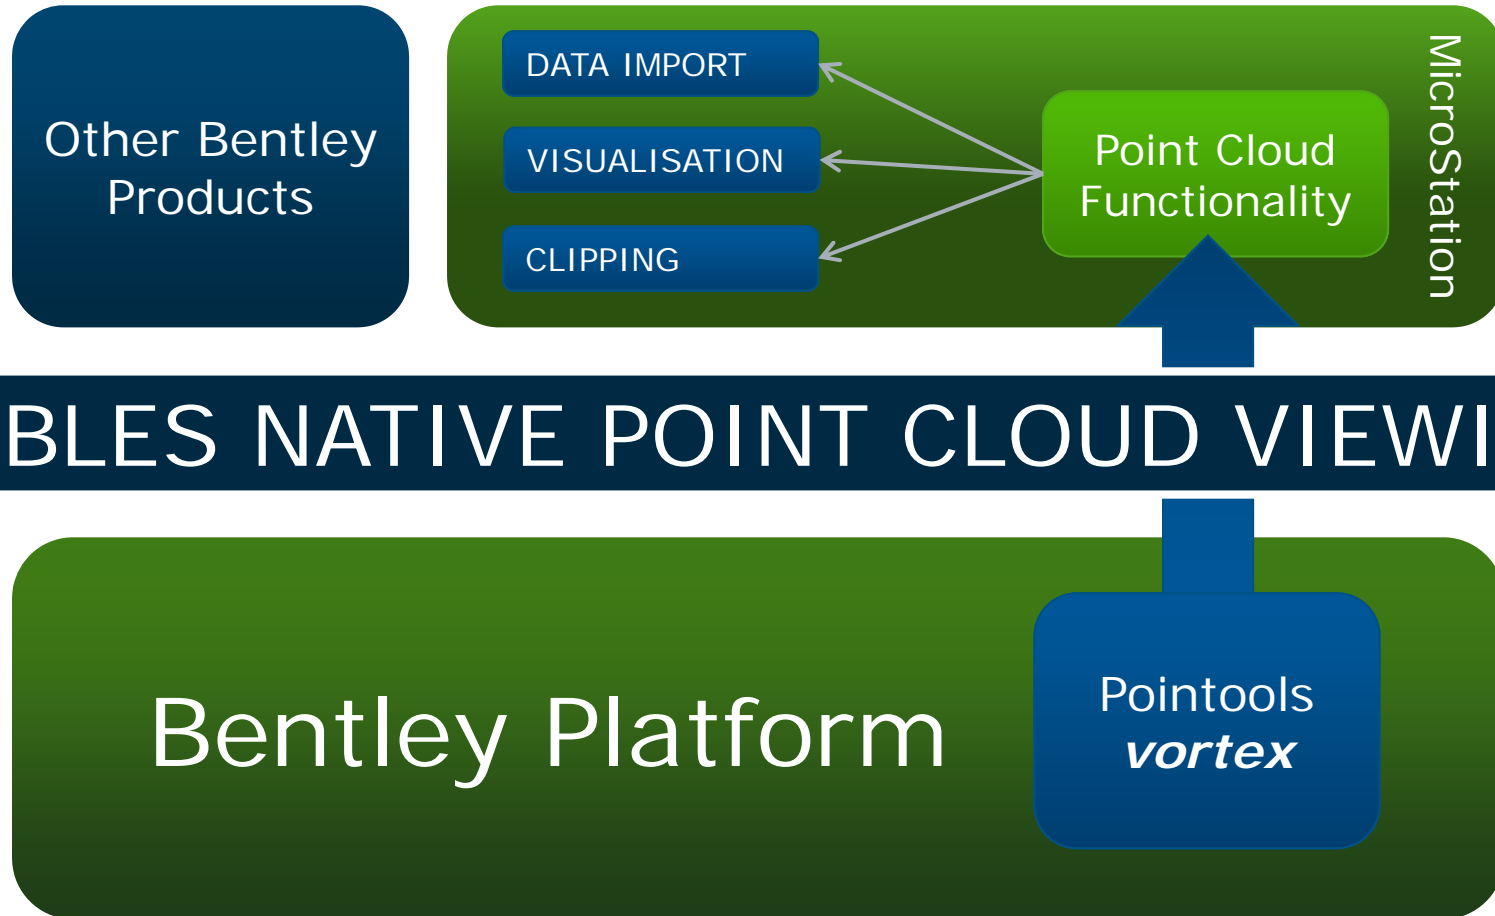 Other Bentley
Products
DATA IMPORT
VISUALISATION
CLIPPING
Point Cloud
Functionality
MicroStation
BLES NATIVE POINT CLOUD VIEWI
Bentley Platform
Pointools
vortex